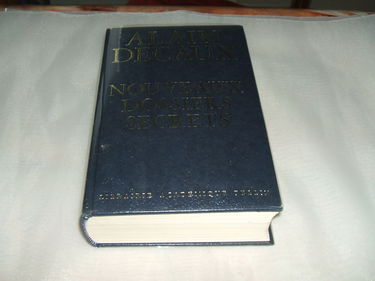 ALAIN
DECAUX
NOUVEAUX
DOSSIERS
SECRETS
LIBRAIRIE ACADEMIQUE PERRIN